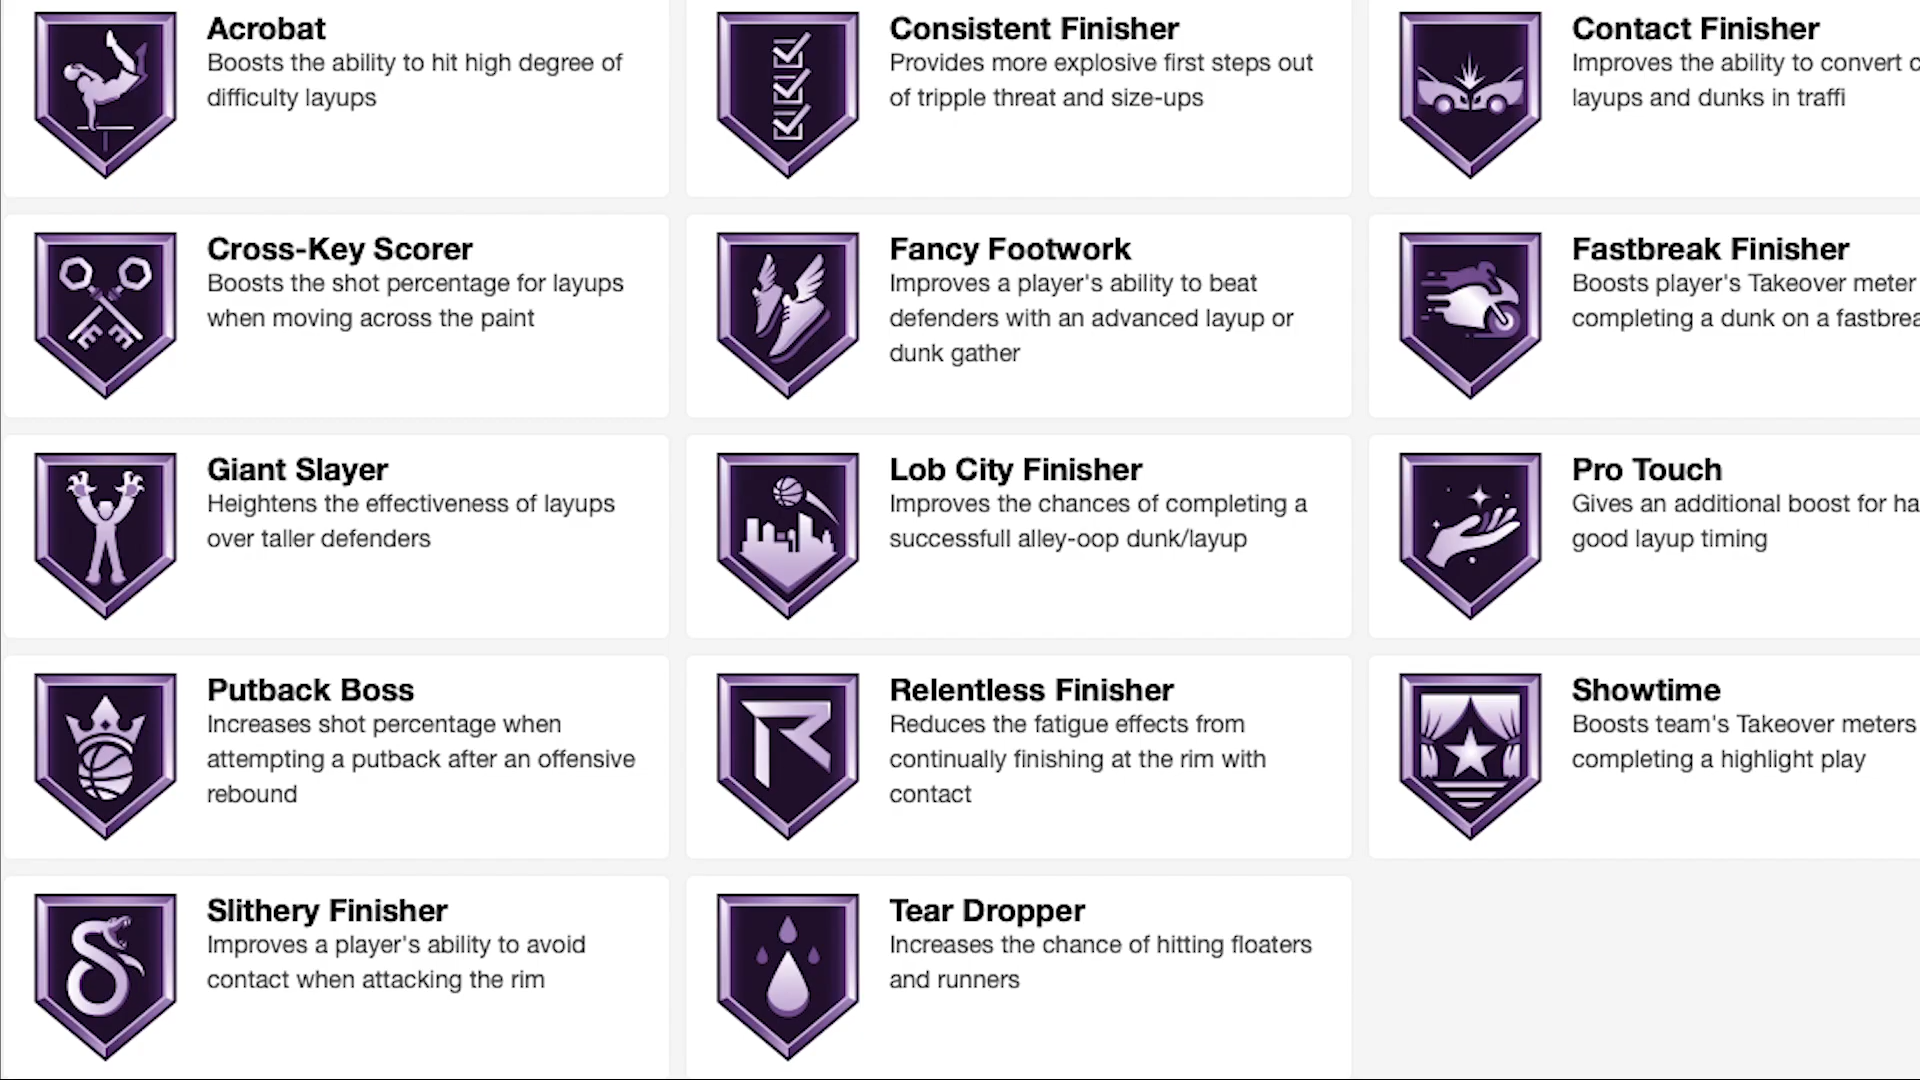 Acrobat
Boosts the ability to hit high degree of
difficulty layups
Consistent Finisher
Provides more explosive first steps out
of tripple threat and size-ups
Contact Finisher
Improves the ability to convert
layups and dunks in traffi
Cross-Key Scorer
Boosts the shot percentage for layups
when moving across the paint
Fancy Footwork
Improves a player's ability to beat
defenders with an advanced layup or
dunk gather
Fastbreak Finisher
Boosts player's Takeover meter
completing a dunk on a
Giant Slayer
Heightens the effectiveness of layups
over taller defenders
Lob City Finisher
Improves the chances of completing a
successfull alley-oop dunk/layup
Pro Touch
Gives an additional boost for
good layup timing
Putback Boss
Increases shot percentage when
attempting a putback after an offensive
rebound
Relentless Finisher
Reduces the fatigue effects from
continually finishing at the rim with
contact
Showtime
Boosts team's Takeover meters
completing a highlight play
Slithery Finisher
Improves a player's ability to avoid
contact when attacking the rim
Tear Dropper
Increases the chance of hitting floaters
and runners